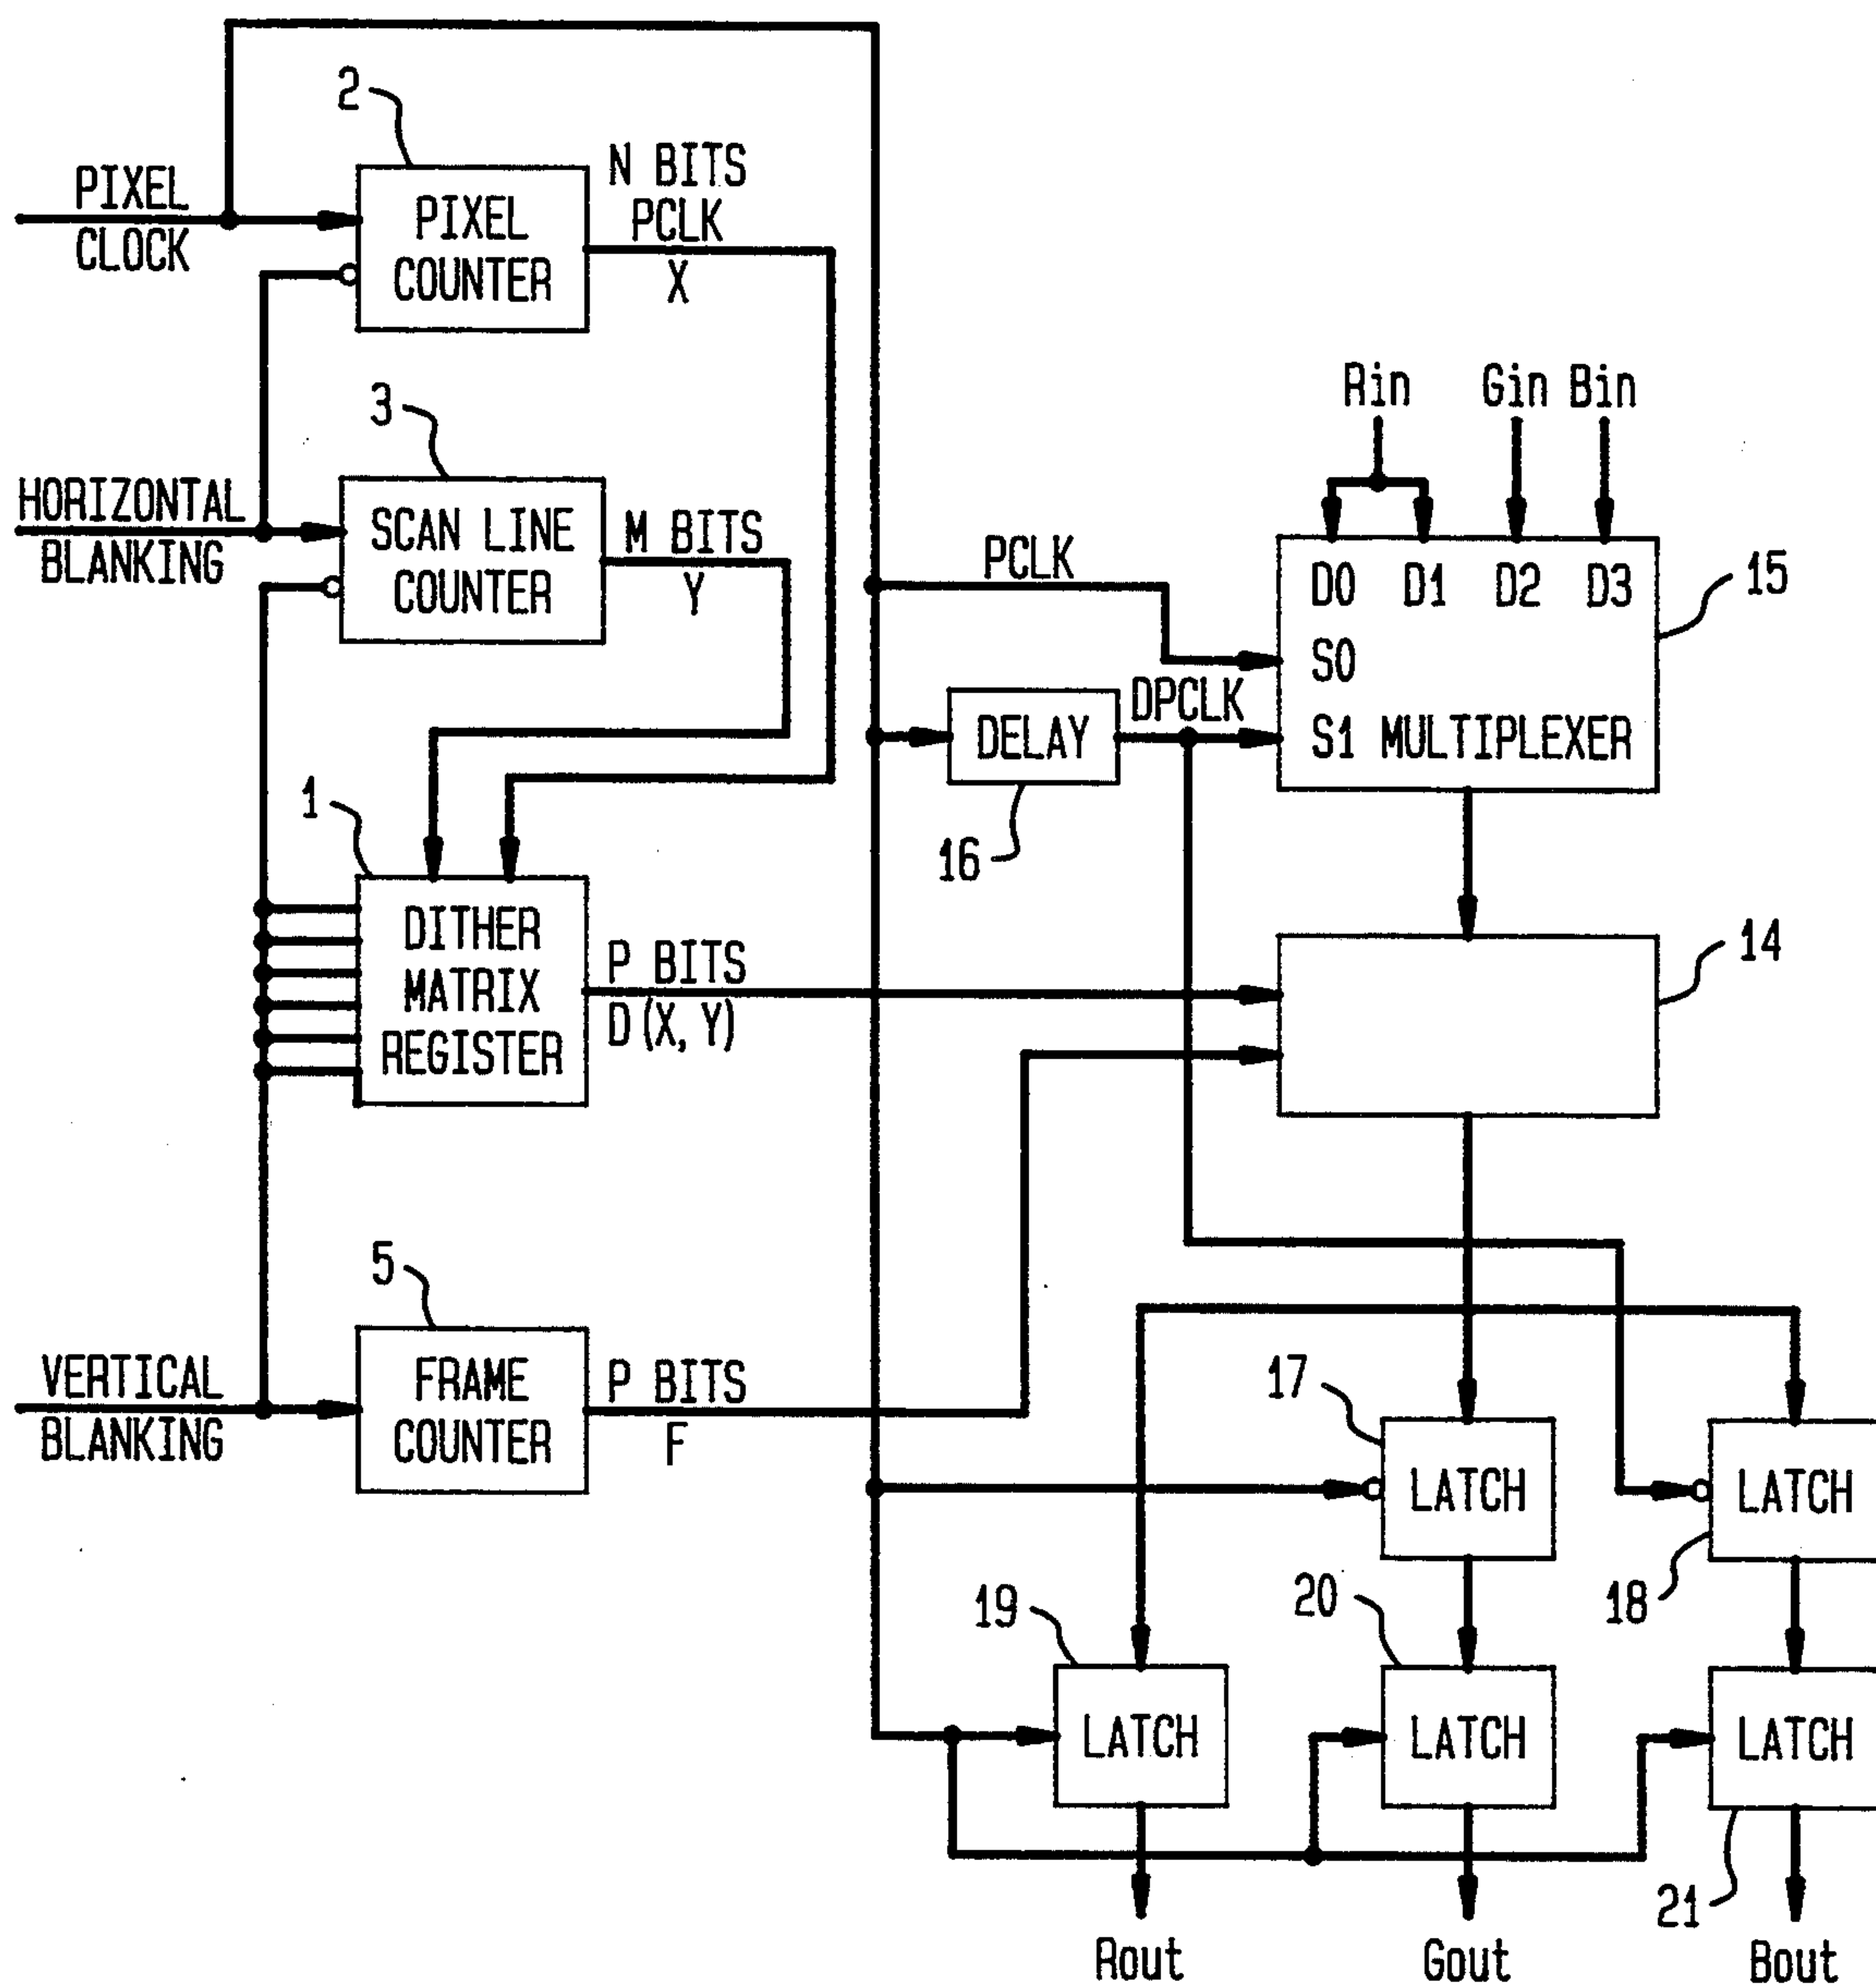 2
PIXEL
CLOCK
PIXEL
COUNTER
N BITS
PCLK
X
3
HORIZONTAL
BLANKING
SCAN LINE
COUNTER
M BITS
Y
Rin
Gin
Bin
PCLK
D0 D1 D2 D3
S0
S1 MULTIPLEXER
15
DELAY
DPCLK
16
1
DITHER
MATRIX
REGISTER
P BITS
D(X, Y)
14
5
VERTICAL
BLANKING
FRAME
COUNTER
P BITS
F
17
LATCH
LATCH
18
19
20
LATCH
LATCH
LATCH
21
Rout
Gout
Bout